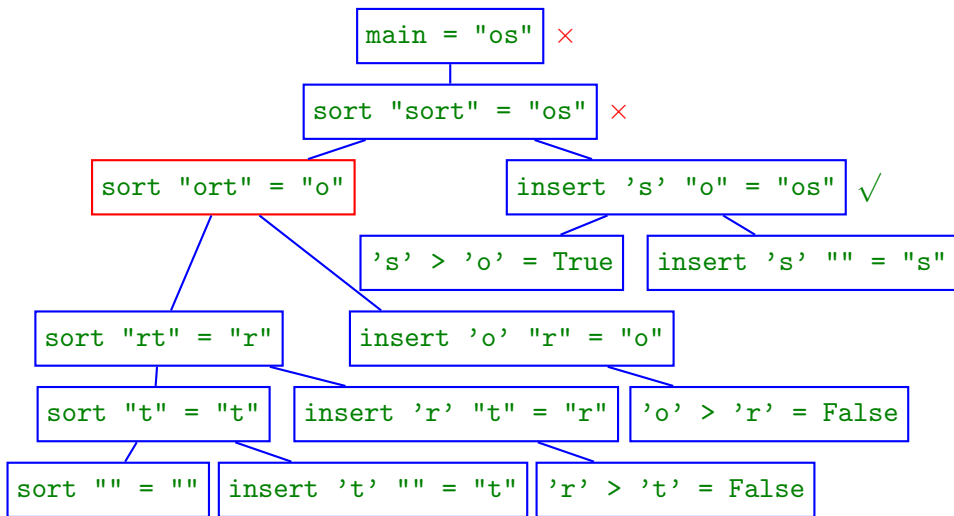 main = "os" ×
sort "sort" = "os" ×
sort "ort" = "o"
insert 's' "o" = "os" √
's' > 'o' = True
insert 's' "" = "s"
sort "rt" = "r"
insert 'o' "r" = "o"
sort "t" = "t"
insert 'r' "t" = "r"
'o' > 'r' = False
sort "" = ""
insert 't' "" = "t"
'r' > 't' = False